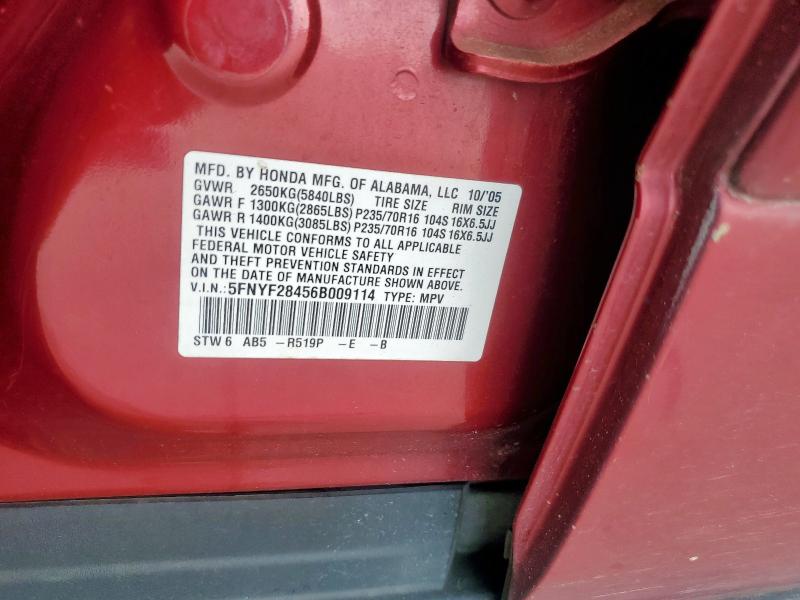 MFD. BY HONDA MFG. OF ALABAMA, LLC 10/'05
GVWR 2650KG(5840LBS) TIRE SIZE RIM SIZE
GAWR F 1300KG(2865LBS) P235/70R16 104S 16X6.5JJ
GAWR R 1400KG(3085LBS) P235/70R16 104S 16X6.5JJ
THIS VEHICLE CONFORMS TO ALL APPLICABLE
FEDERAL MOTOR VEHICLE SAFETY
AND THEFT PREVENTION STANDARDS IN EFFECT
ON THE DATE OF MANUFACTURE SHOWN ABOVE.
V.I.N.: 5FNYF28456B009114 TYPE: MPV
STW 6 AB5 -R519P -E -B